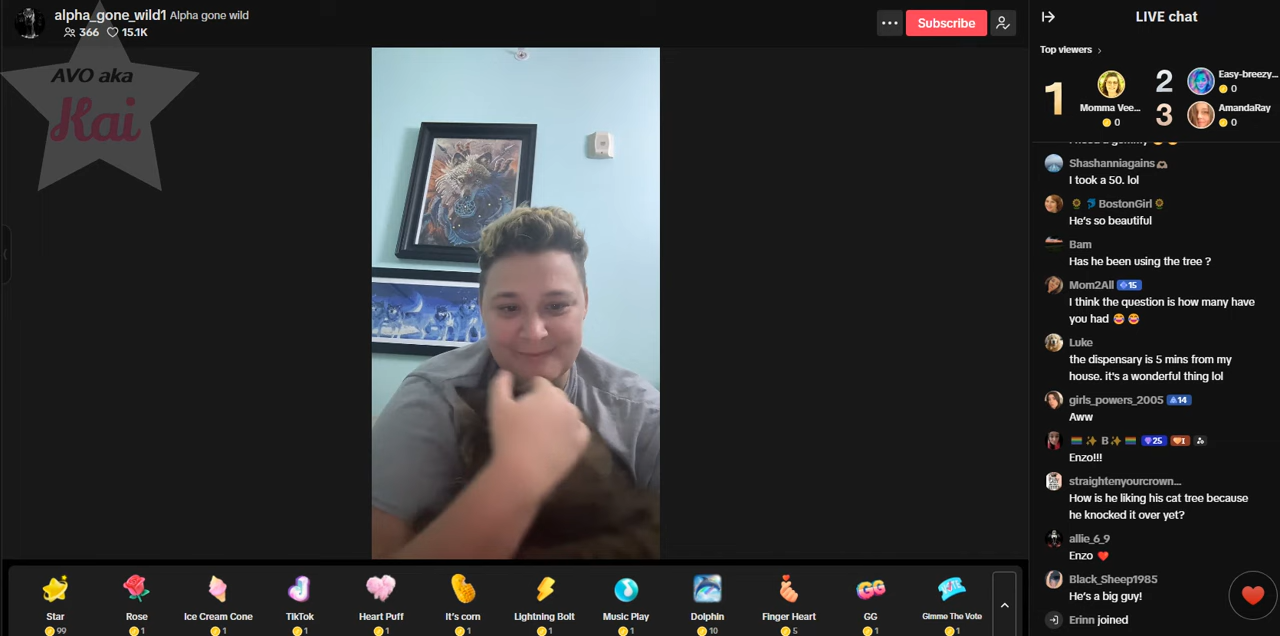 alpha_gone_wild1 Alpha gone wild
366 15.1K
Subscribe
AVO aka
Kai
LIVE chat
Top viewers
1
Momma Vee...
0
2
Easy-breezy...
0
3
AmandaRay
0
Shashanniagains
I took a 50. lol
BostonGirl
He's so beautiful
Bam
Has he been using the tree ?
Mom2All 15
I think the question is how many have
you had
Luke
the dispensary is 5 mins from my
house. it's a wonderful thing lol
girls_powers_2005 14
Aww
B 25 1
Enzo!!!
straightenyourcrown...
How is he liking his cat tree because
he knocked it over yet?
allie_6_9
Enzo
Black_Sheep1985
He's a big guy!
Erinn joined
Star
99
Rose
1
Ice Cream Cone
1
TikTok
1
Heart Puff
1
It's corn
1
Lightning Bolt
1
Music Play
1
Dolphin
10
Finger Heart
5
GG
GG
1
Gimme The Vote
1